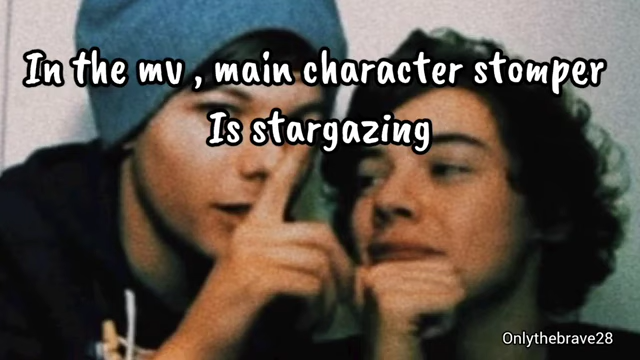 In the mv , main character stomper
Is stargazing
Onlythebrave28